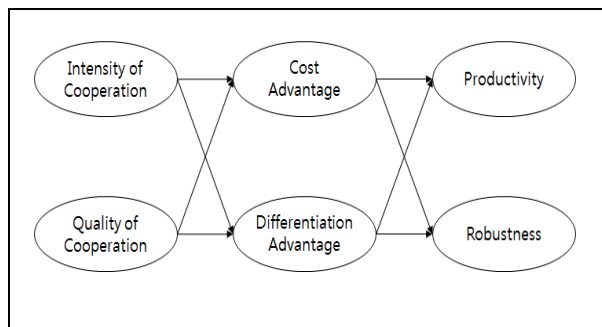 Intensity of
Cooperation
Cost
Advantage
Productivity
Quality of
Cooperation
Differentiation
Advantage
Robustness